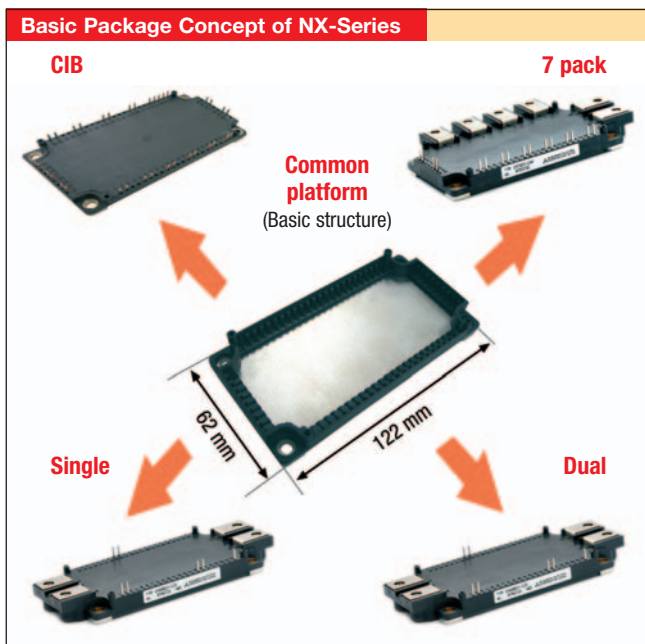 Basic Package Concept of NX-Series
CIB
7 pack
Common
platform
(Basic structure)
62 mm
122 mm
Single
Dual